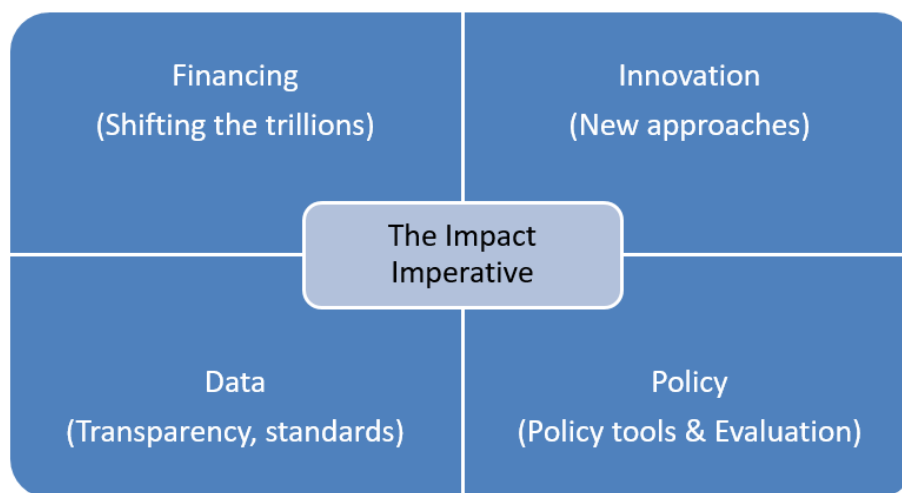 Financing
(Shifting the trillions)
Innovation
(New approaches)
The Impact
Imperative
Data
(Transparency, standards)
Policy
(Policy tools & Evaluation)